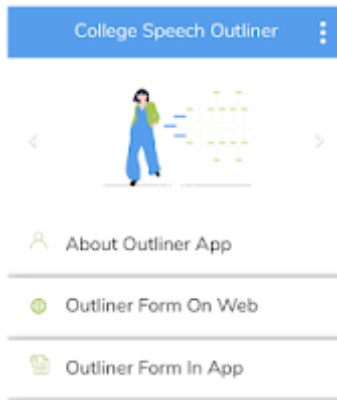 College Speech Outliner
About Outliner App
Outliner Form On Web
Outliner Form In App